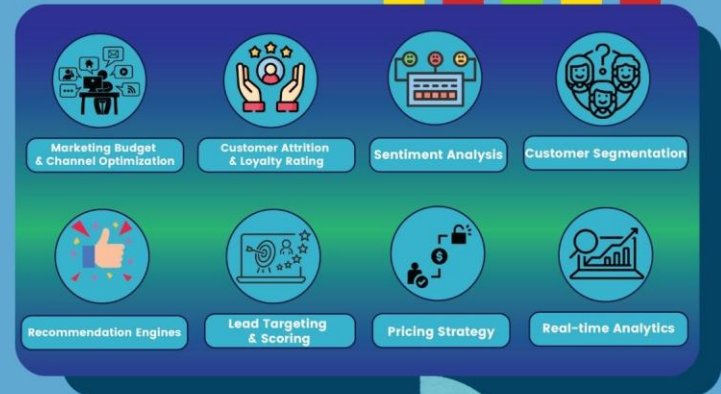 Marketing Budget
& Channel Optimization
Customer Attrition
& Loyalty Rating
Sentiment Analysis
Customer Segmentation
Recommendation Engines
Lead Targeting
& Scoring
Pricing Strategy
Real-time Analytics